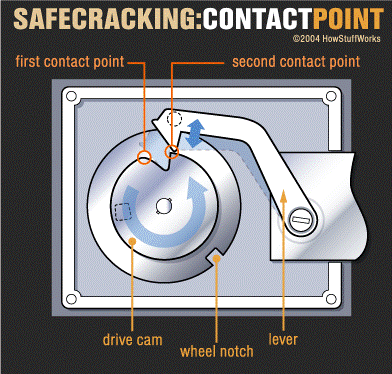 SAFECRACKING:CONTACTPOINT
©2004 HowStuffWorks
first contact point
second contact point
drive cam
wheel notch
lever